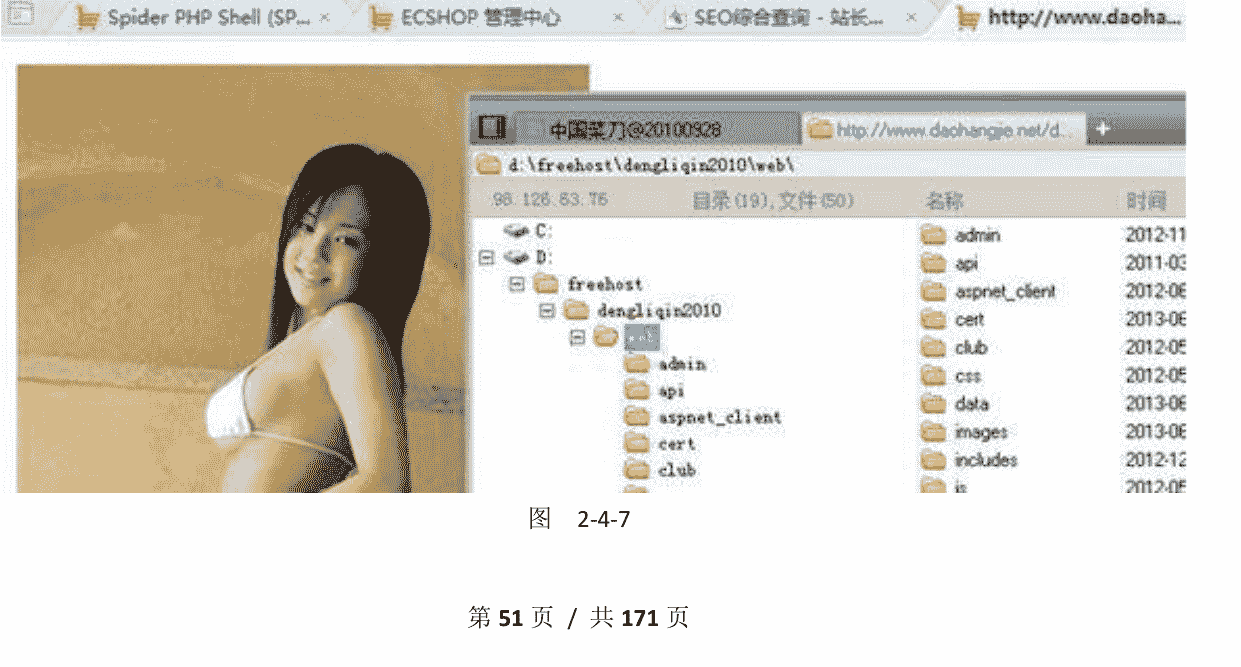 Spider PHP Shell (SP...
ECSHOP 管理中心
SEO综合查询 - 站长...
http://www.daoha...
中国菜刀@20100928
http://www.daohangjie.net/d...
d:\freehost\dengliqin2010\web\
98.126.63.76
目录(19),文件(50)
名称
时间
C:
D:
freehost
dengliqin2010
web
admin
api
aspnet_client
cert
club
admin 2012-11
api 2011-03
aspnet_client 2012-06
cert 2013-06
club 2012-05
css 2012-05
data 2013-06
images 2013-06
includes 2012-12
js 2012-05
图 2-4-7
第 51 页 / 共 171 页